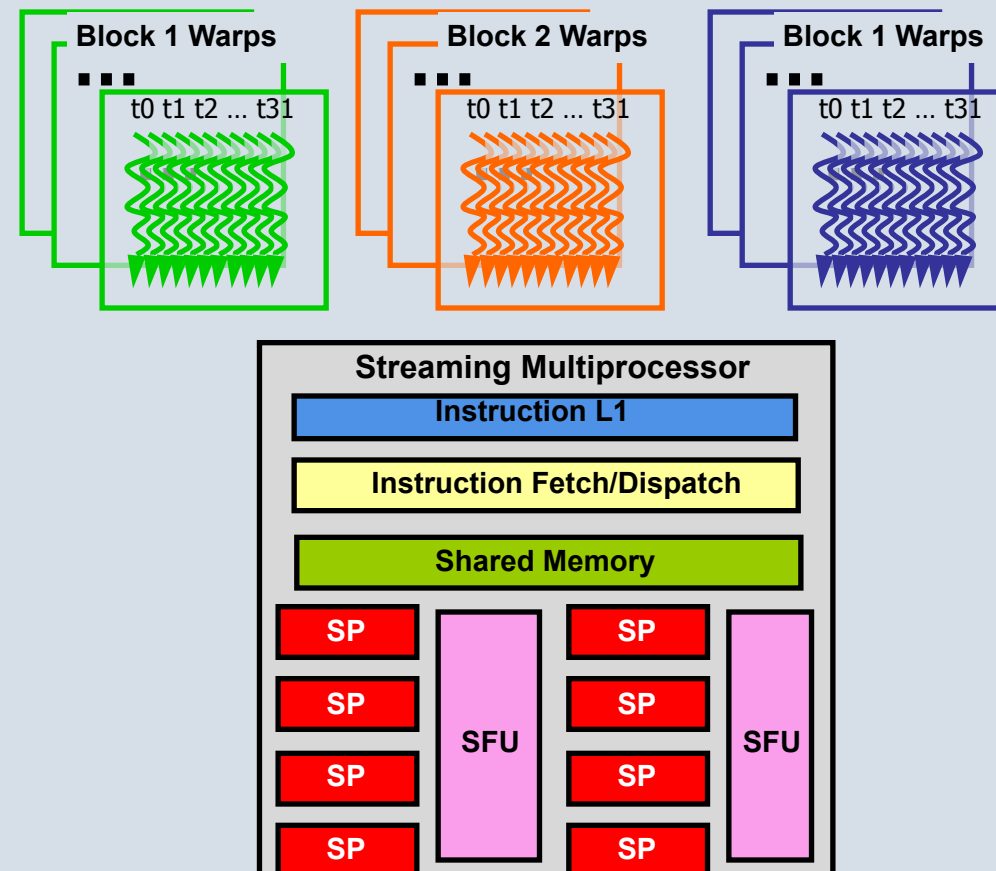 Block 1 Warps
...
t0 t1 t2 ... t31
Block 2 Warps
...
t0 t1 t2 ... t31
Block 1 Warps
...
t0 t1 t2 ... t31
Streaming Multiprocessor
Instruction L1
Instruction Fetch/Dispatch
Shared Memory
SP
SP
SP
SP
SFU
SP
SP
SP
SP
SFU